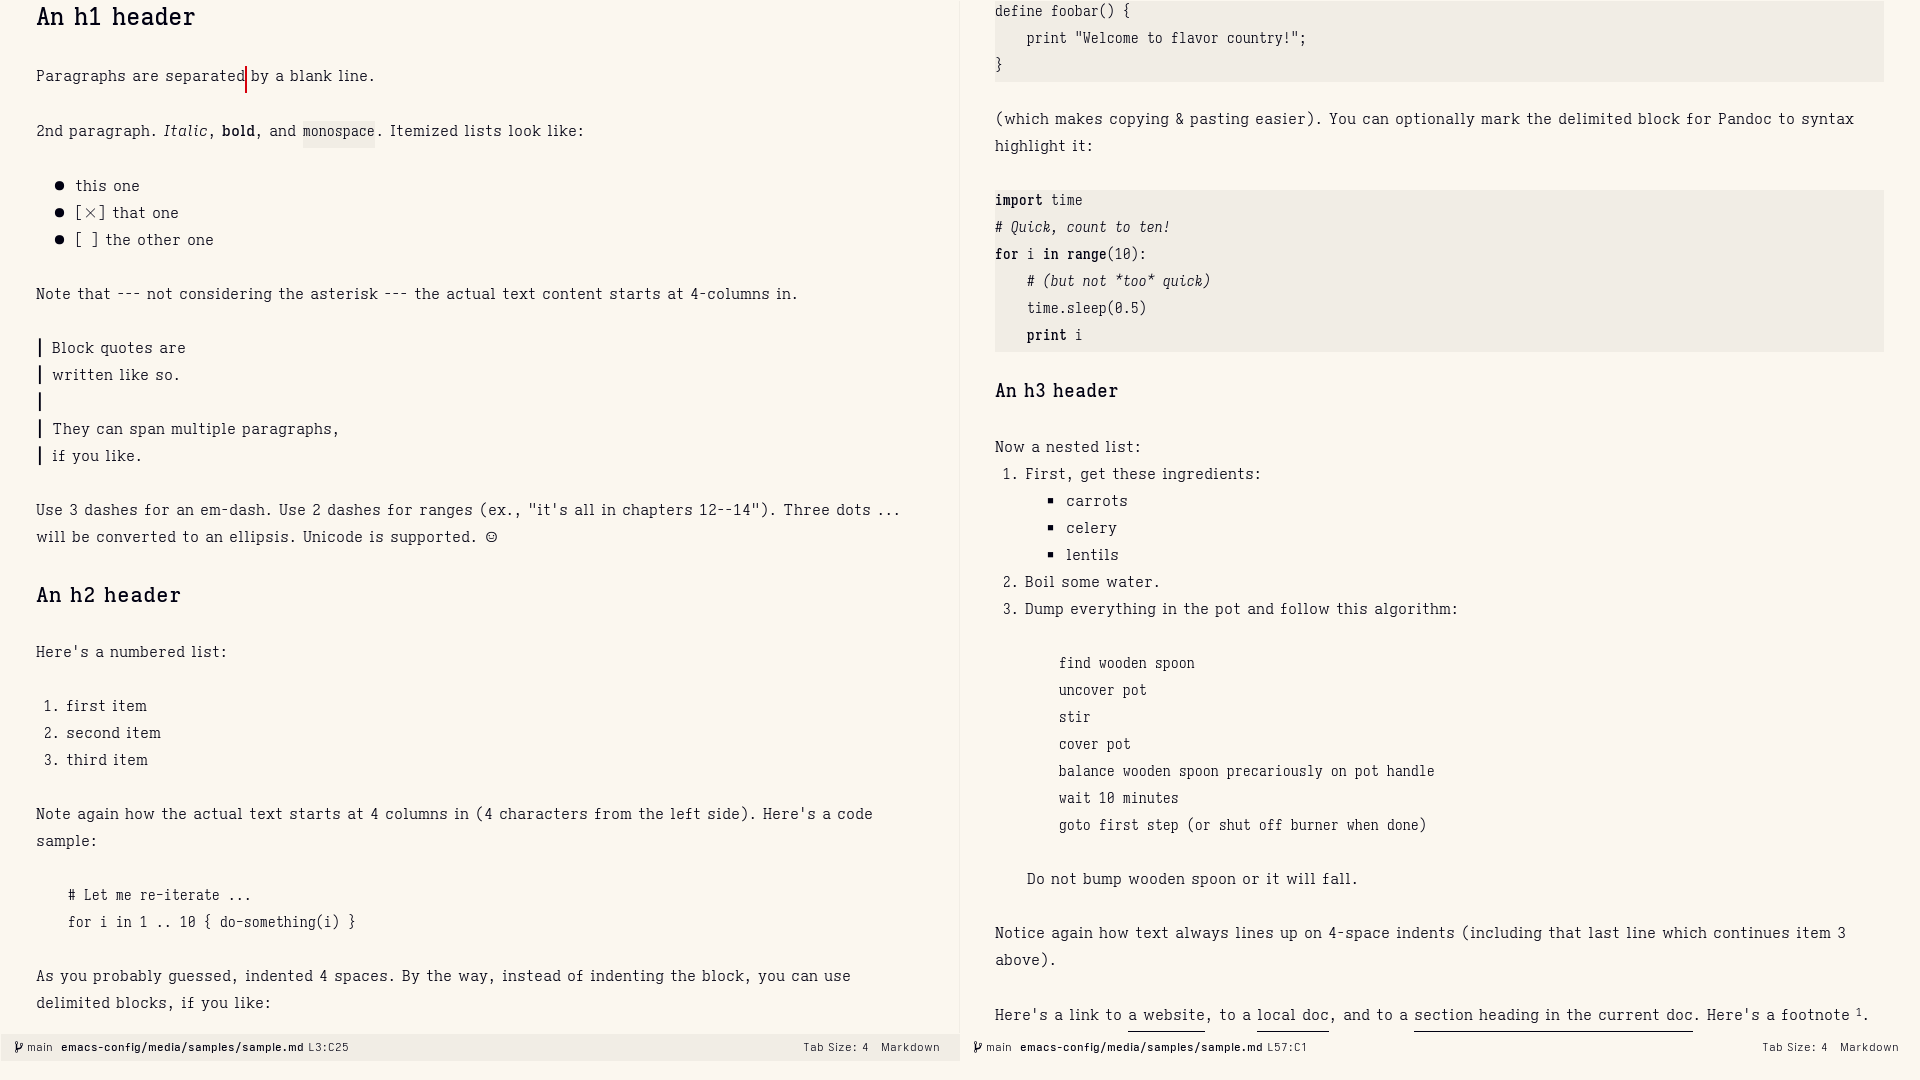 An h1 header
Paragraphs are separated by a blank line.
2nd paragraph. Italic, bold, and monospace. Itemized lists look like:
● this one
● [×] that one
● [ ] the other one
Note that --- not considering the asterisk --- the actual text content starts at 4-columns in.
Block quotes are
written like so.
They can span multiple paragraphs,
if you like.
Use 3 dashes for an em-dash. Use 2 dashes for ranges (ex., "it's all in chapters 12--14"). Three dots ...
will be converted to an ellipsis. Unicode is supported. ☺
An h2 header
Here's a numbered list:
1. first item
2. second item
3. third item
Note again how the actual text starts at 4 columns in (4 characters from the left side). Here's a code
sample:
# Let me re-iterate ...
for i in 1 .. 10 { do-something(i) }
As you probably guessed, indented 4 spaces. By the way, instead of indenting the block, you can use
delimited blocks, if you like:
main emacs-config/media/samples/sample.md L3:C25 Tab Size: 4 Markdown
define foobar() {
print "Welcome to flavor country!";
}
(which makes copying & pasting easier). You can optionally mark the delimited block for Pandoc to syntax
highlight it:
import time
# Quick, count to ten!
for i in range(10):
# (but not *too* quick)
time.sleep(0.5)
print i
An h3 header
Now a nested list:
1. First, get these ingredients:
▪ carrots
▪ celery
▪ lentils
2. Boil some water.
3. Dump everything in the pot and follow this algorithm:
find wooden spoon
uncover pot
stir
cover pot
balance wooden spoon precariously on pot handle
wait 10 minutes
goto first step (or shut off burner when done)
Do not bump wooden spoon or it will fall.
Notice again how text always lines up on 4-space indents (including that last line which continues item 3
above).
Here's a link to a website, to a local doc, and to a section heading in the current doc. Here's a footnote 1.
main emacs-config/media/samples/sample.md L57:C1 Tab Size: 4 Markdown